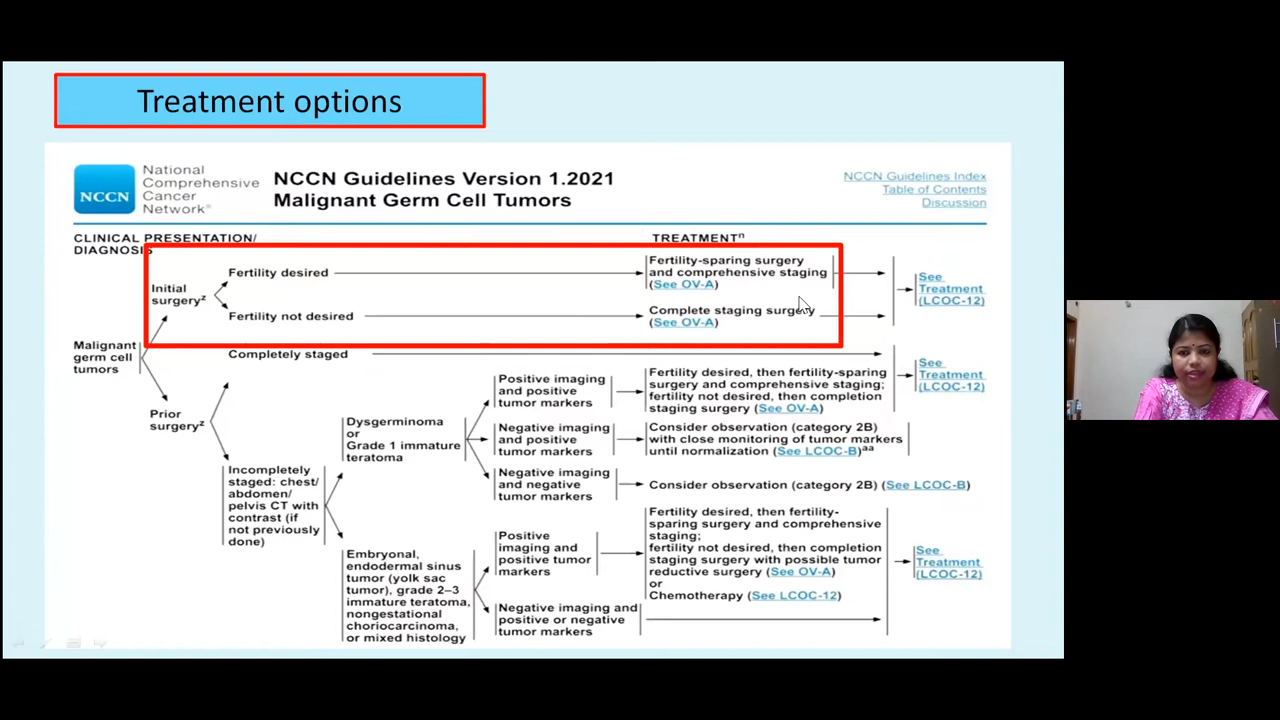 Treatment options
NCCN
National
Comprehensive
Cancer
Network®
NCCN Guidelines Version 1.2021
Malignant Germ Cell Tumors
NCCN Guidelines Index
Table of Contents
Discussion
CLINICAL PRESENTATION/
DIAGNOSIS
TREATMENTⁿ
Malignant
germ cell
tumors
Initial
surgeryᶻ
Fertility desired
Fertility-sparing surgery
and comprehensive staging
(See OV-A)
Fertility not desired
Complete staging surgery
(See OV-A)
See
Treatment
(LCOC-12)
Prior
surgeryᶻ
Completely staged
See
Treatment
(LCOC-12)
Incompletely
staged: chest/
abdomen/
pelvis CT with
contrast (if
not previously
done)
Dysgerminoma
or
Grade 1 immature
teratoma
Positive imaging
and positive
tumor markers
Fertility desired, then fertility-sparing
surgery and comprehensive staging;
fertility not desired, then completion
staging surgery (See OV-A)
Negative imaging
and positive
tumor markers
Consider observation (category 2B)
with close monitoring of tumor markers
until normalization (See LCOC-B)ᵃᵃ
Negative imaging
and negative
tumor markers
Consider observation (category 2B) (See LCOC-B)
Embryonal,
endodermal sinus
tumor (yolk sac
tumor), grade 2–3
immature teratoma,
nongestational
choriocarcinoma,
or mixed histology
Positive
imaging and
positive tumor
markers
Fertility desired, then fertility-
sparing surgery and comprehensive
staging;
fertility not desired, then completion
staging surgery with possible tumor
reductive surgery (See OV-A)
or
Chemotherapy (See LCOC-12)
Negative imaging and
positive or negative
tumor markers
See
Treatment
(LCOC-12)